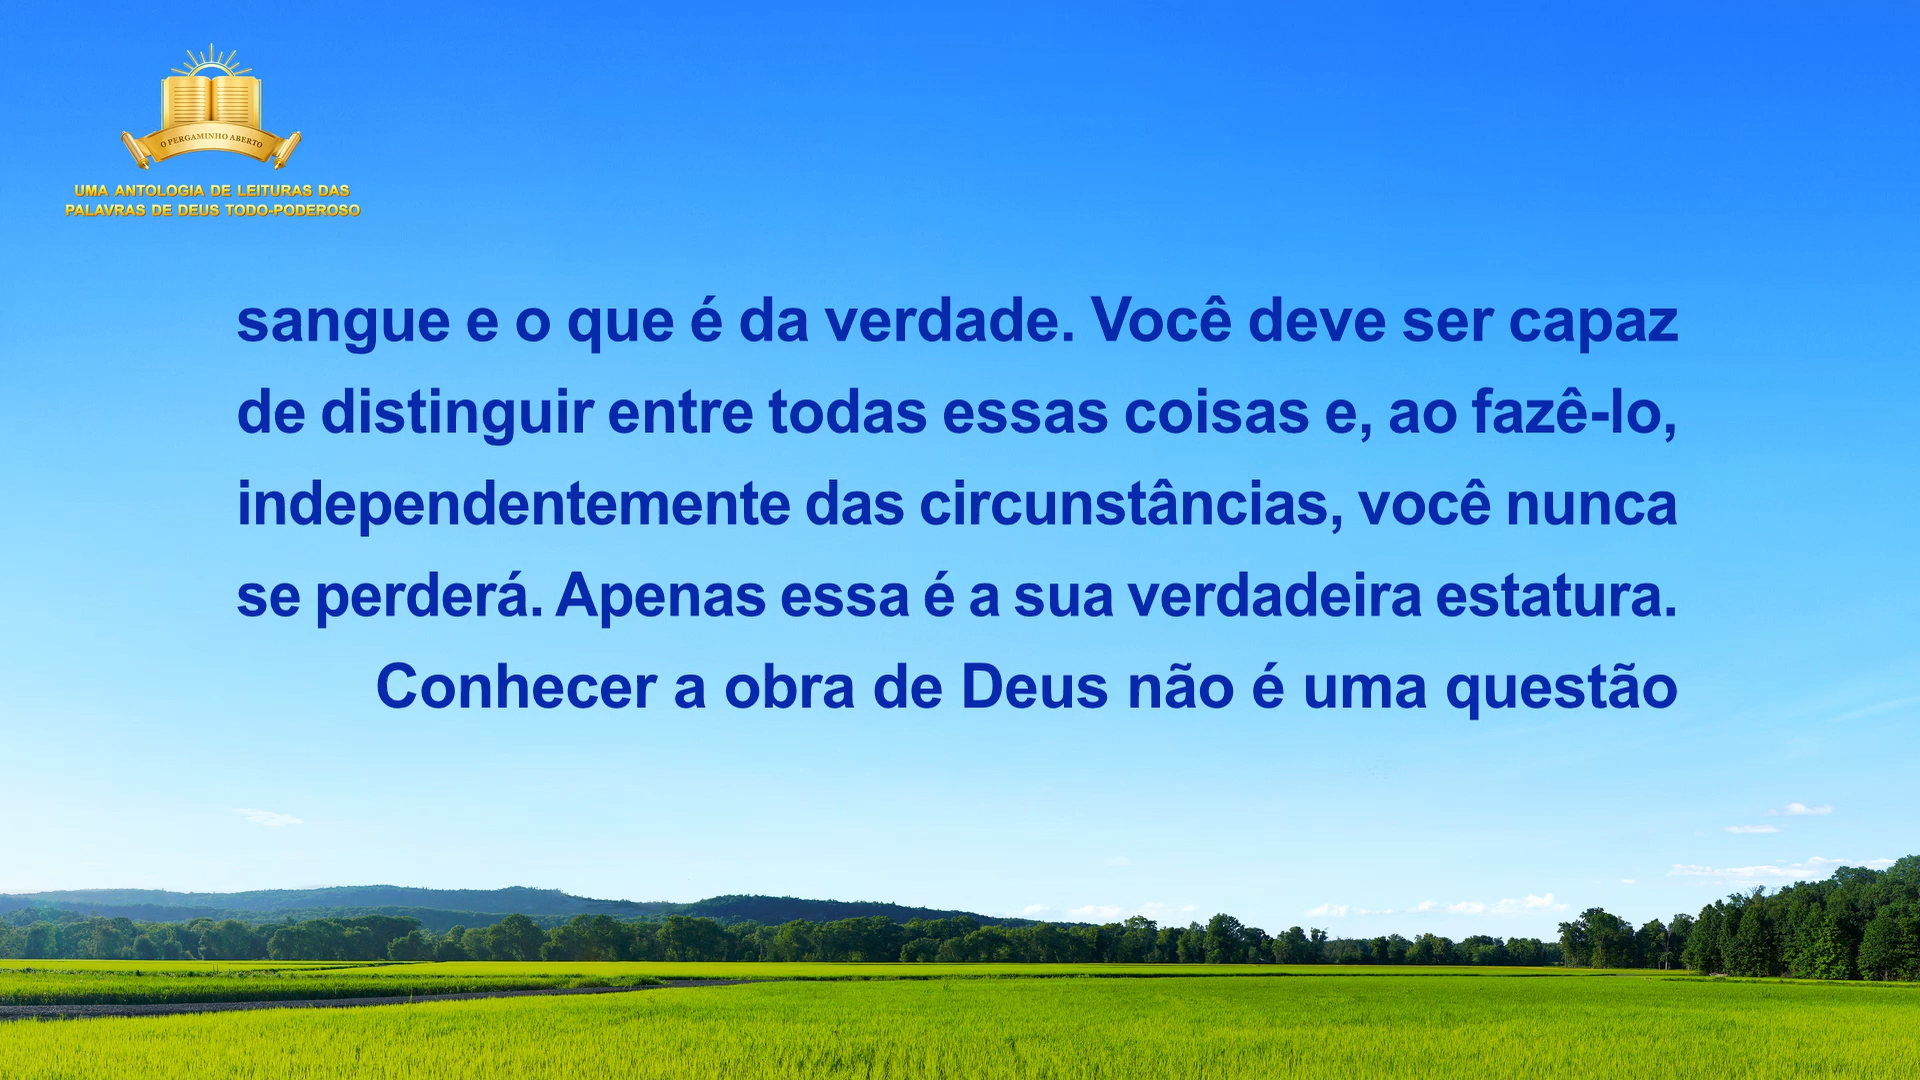 O PERGAMINHO ABERTO
UMA ANTOLOGIA DE LEITURAS DAS
PALAVRAS DE DEUS TODO-PODEROSO
sangue e o que é da verdade. Você deve ser capaz
de distinguir entre todas essas coisas e, ao fazê-lo,
independentemente das circunstâncias, você nunca
se perderá. Apenas essa é a sua verdadeira estatura.
Conhecer a obra de Deus não é uma questão